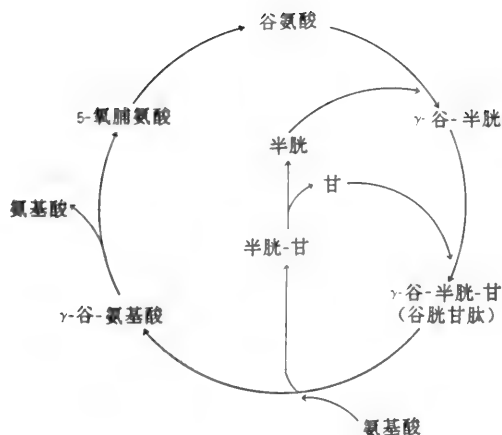 谷氨酸
5-氧脯氨酸
γ-谷-半胱
半胱
甘
氨基酸
半胱-甘
γ-谷-氨基酸
γ-谷-半胱-甘
(谷胱甘肽)
氨基酸